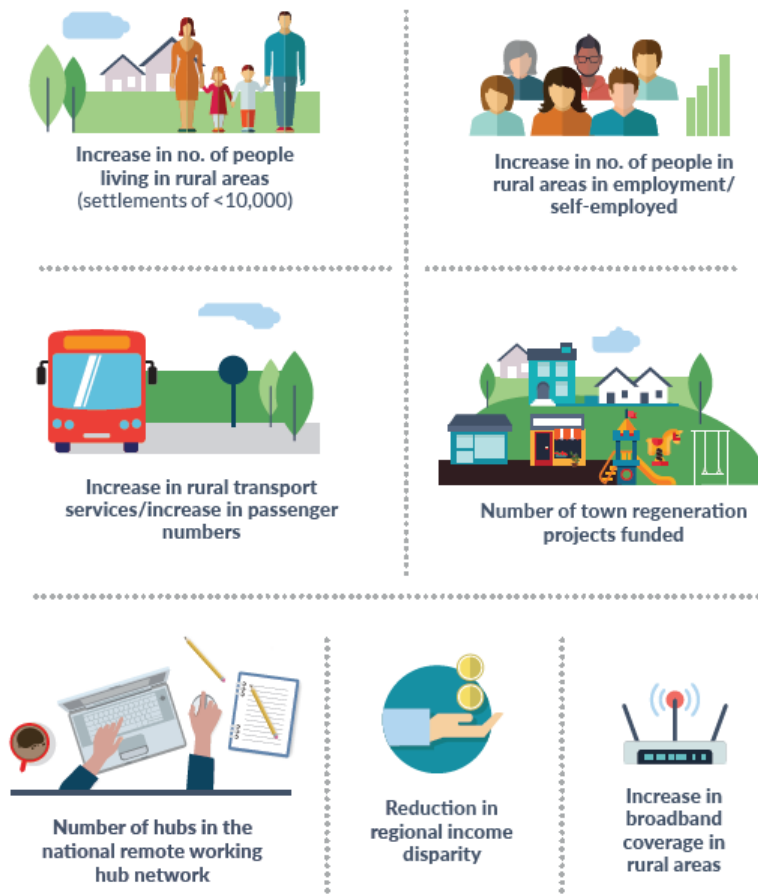 Increase in no. of people
living in rural areas
(settlements of <10,000)
Increase in no. of people in
rural areas in employment/
self-employed
Increase in rural transport
services/increase in passenger
numbers
Number of town regeneration
projects funded
Number of hubs in the
national remote working
hub network
Reduction in
regional income
disparity
Increase in
broadband
coverage in
rural areas